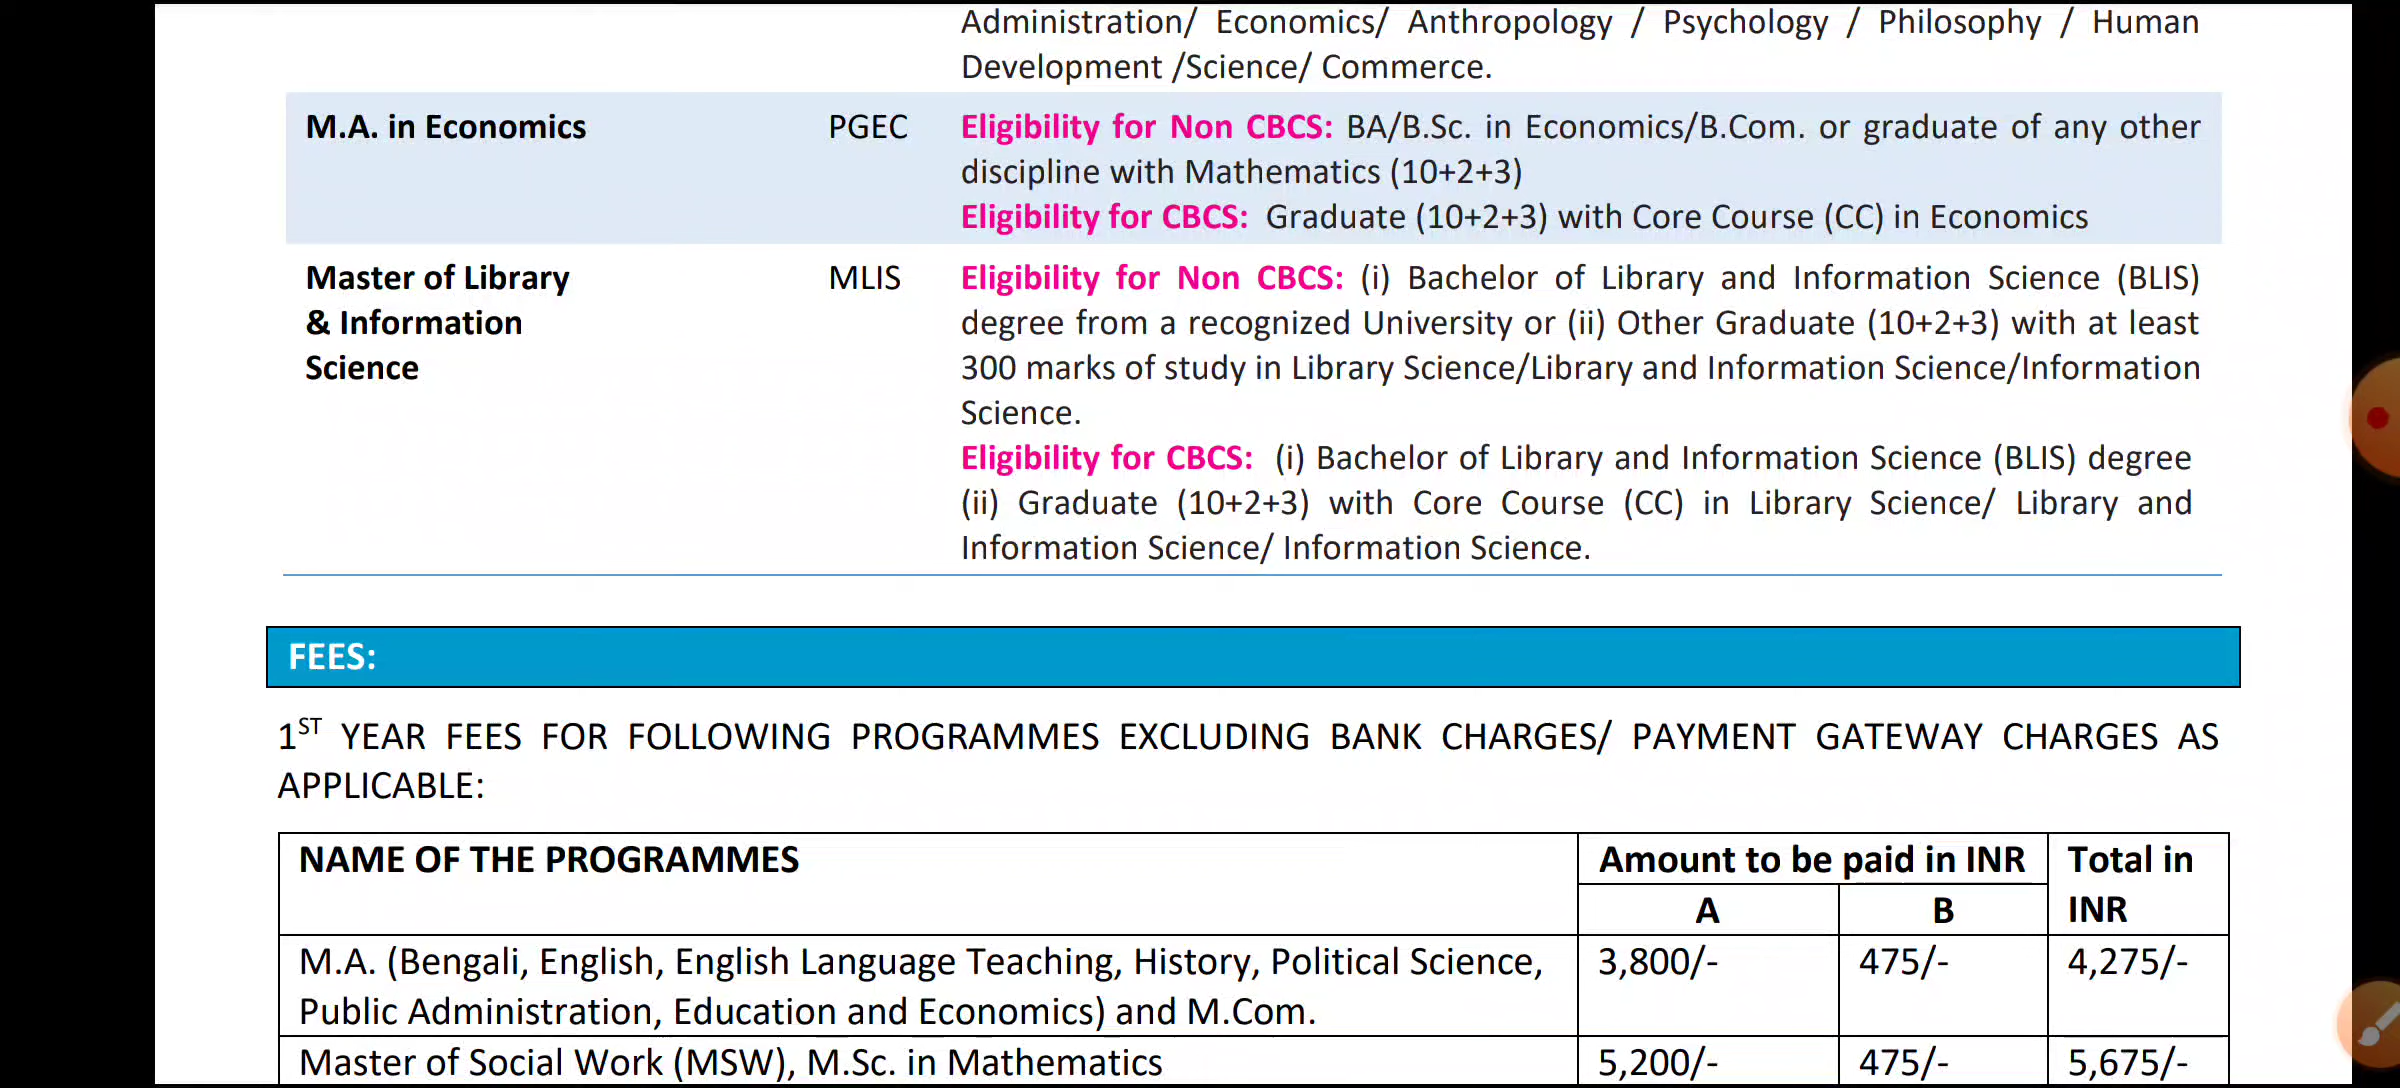 Administration/ Economics/ Anthropology / Psychology / Philosophy / Human
Development /Science/ Commerce.
M.A. in Economics PGEC Eligibility for Non CBCS: BA/B.Sc. in Economics/B.Com. or graduate of any other
discipline with Mathematics (10+2+3)
Eligibility for CBCS: Graduate (10+2+3) with Core Course (CC) in Economics
Master of Library MLIS Eligibility for Non CBCS: (i) Bachelor of Library and Information Science (BLIS)
& Information degree from a recognized University or (ii) Other Graduate (10+2+3) with at least
Science 300 marks of study in Library Science/Library and Information Science/Information
Science.
Eligibility for CBCS: (i) Bachelor of Library and Information Science (BLIS) degree
(ii) Graduate (10+2+3) with Core Course (CC) in Library Science/ Library and
Information Science/ Information Science.
FEES:
1ST YEAR FEES FOR FOLLOWING PROGRAMMES EXCLUDING BANK CHARGES/ PAYMENT GATEWAY CHARGES AS
APPLICABLE:
NAME OF THE PROGRAMMES Amount to be paid in INR Total in
A B INR
M.A. (Bengali, English, English Language Teaching, History, Political Science, 3,800/- 475/- 4,275/-
Public Administration, Education and Economics) and M.Com.
Master of Social Work (MSW), M.Sc. in Mathematics 5,200/- 475/- 5,675/-